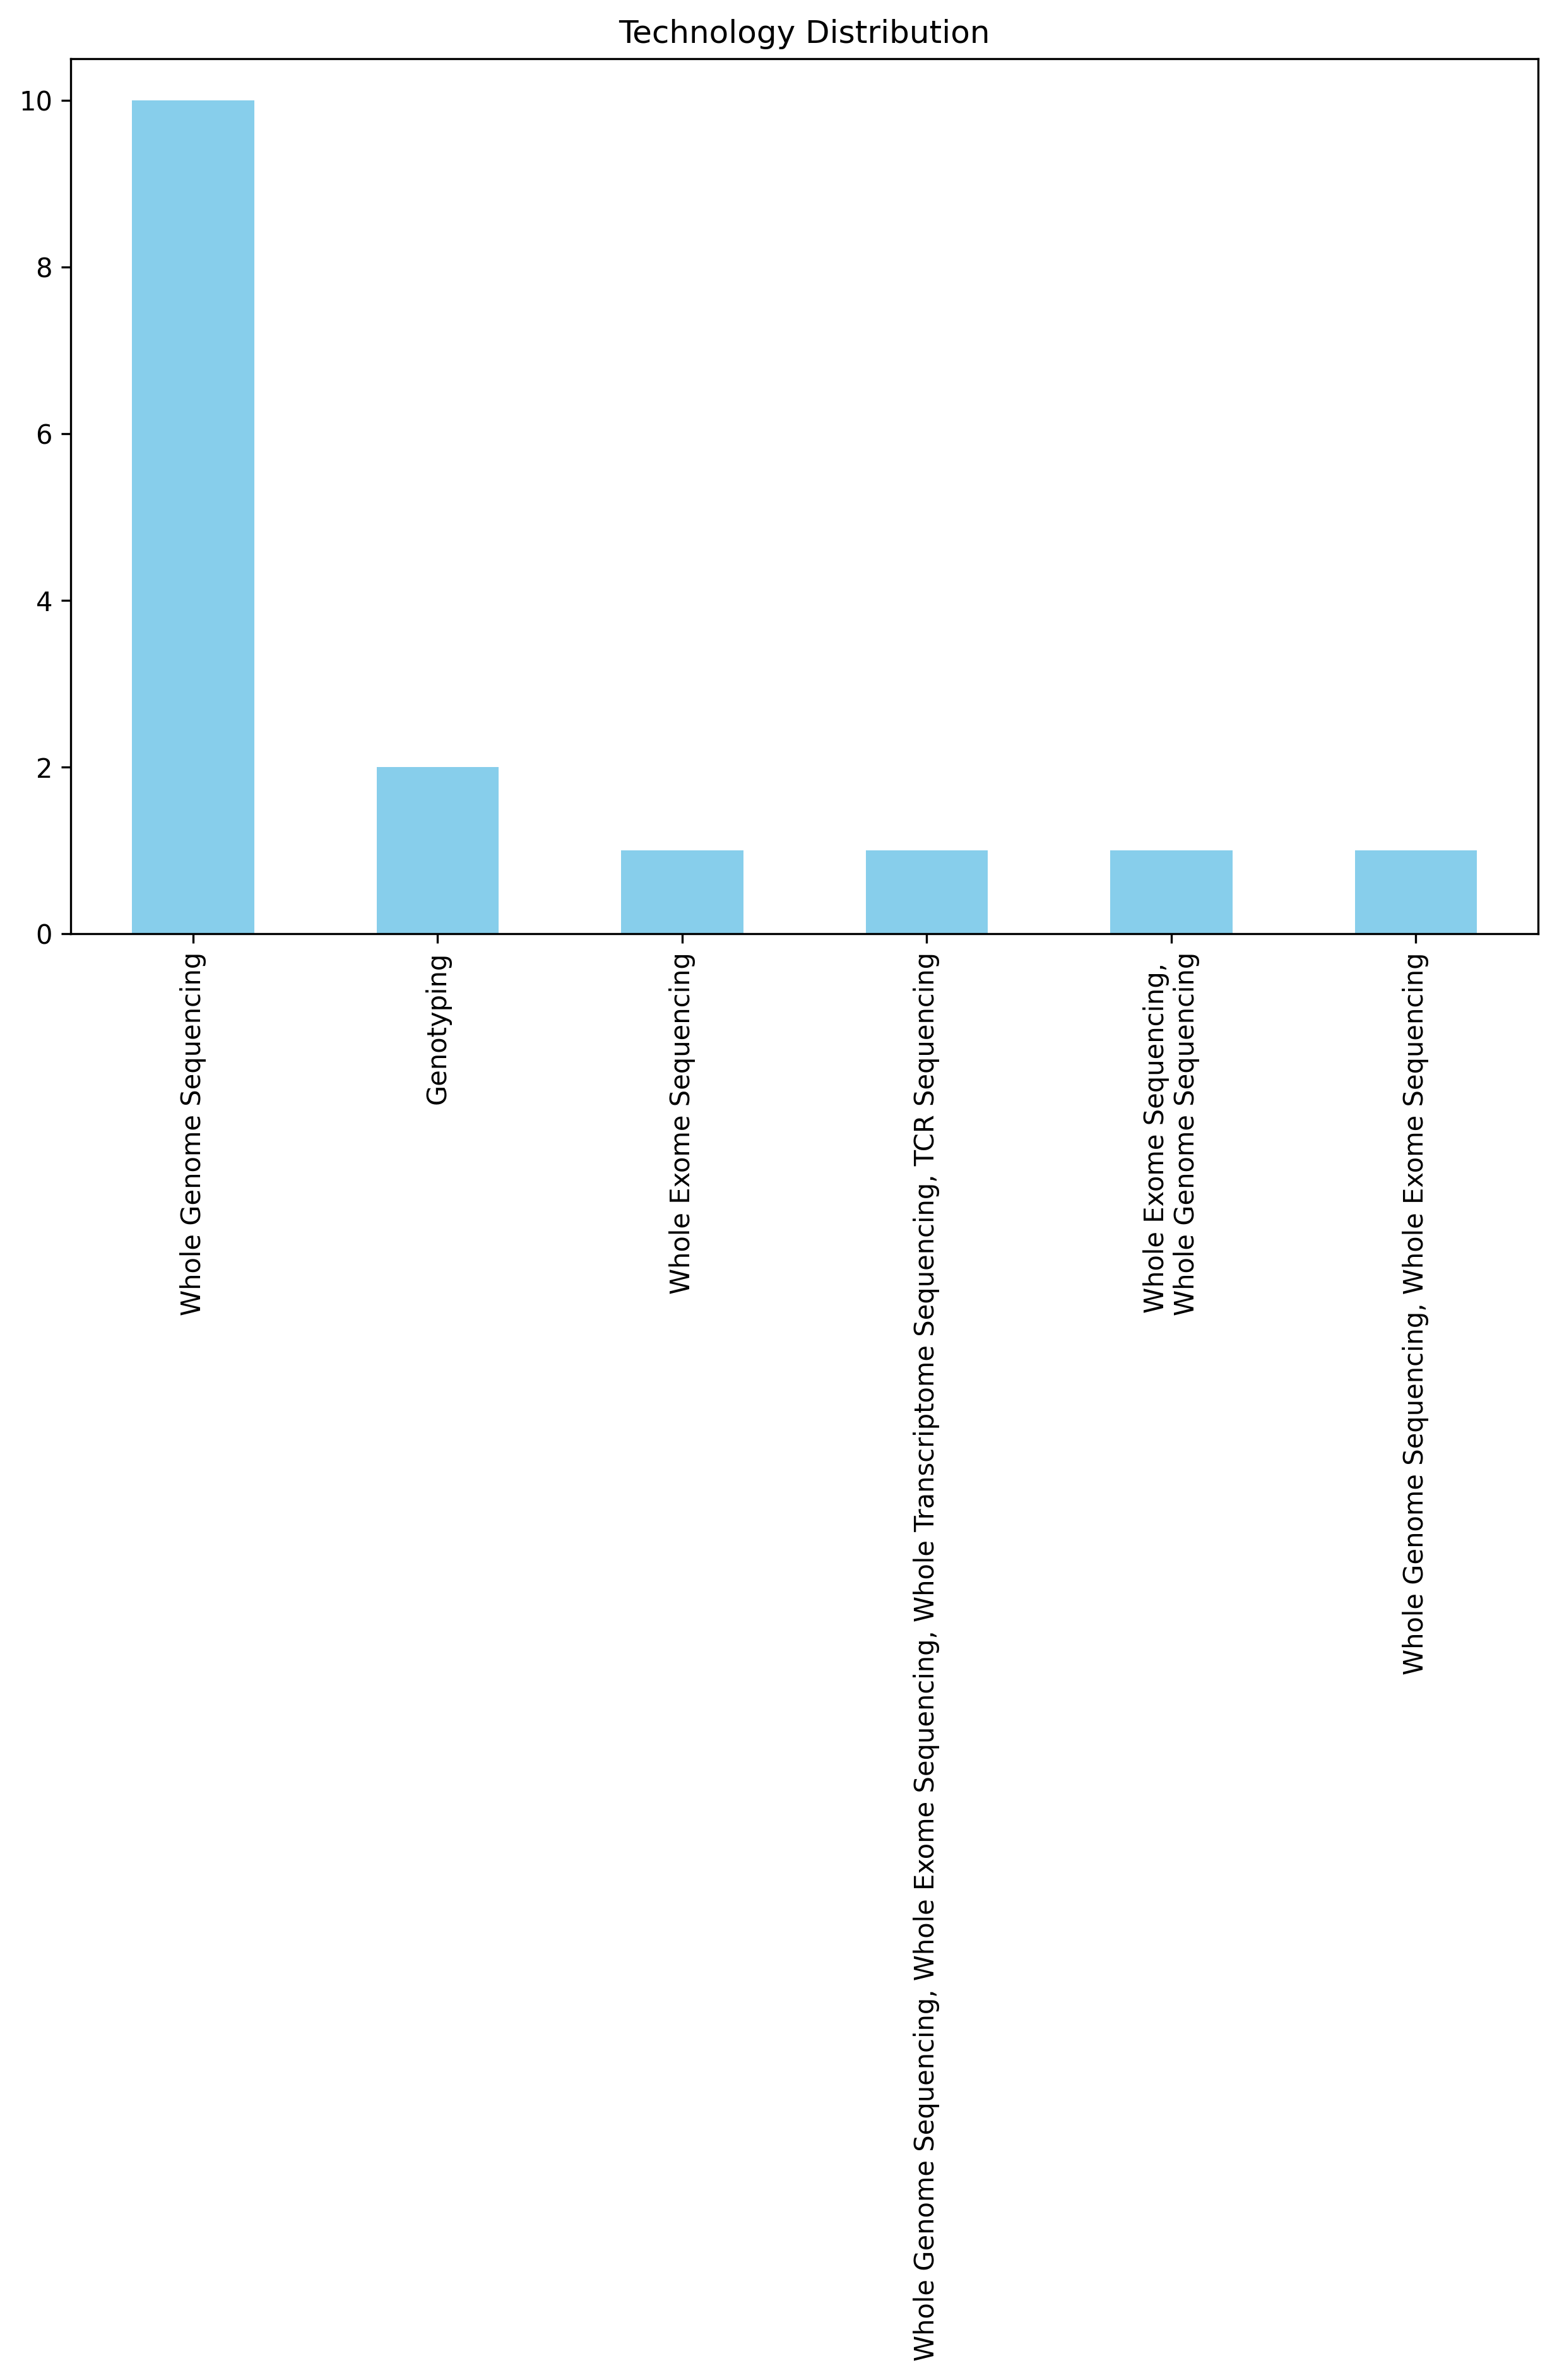 Technology Distribution
10
8
6
4
2
0
Whole Genome Sequencing
Genotyping
Whole Exome Sequencing
Whole Genome Sequencing, Whole Exome Sequencing, Whole Transcriptome Sequencing, TCR Sequencing
Whole Exome Sequencing,
Whole Genome Sequencing
Whole Genome Sequencing, Whole Exome Sequencing